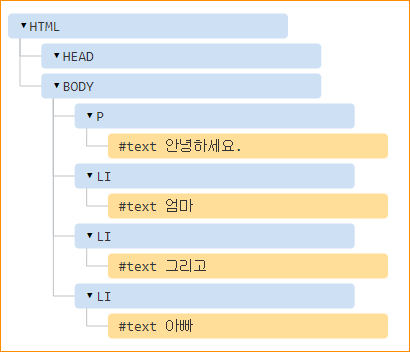 ▼HTML
▼HEAD
▼BODY
▼P
#text 안녕하세요.
▼LI
#text 엄마
▼LI
#text 그리고
▼LI
#text 아빠